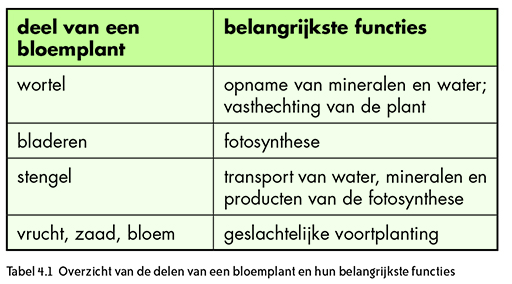 deel van een
bloemplant
belangrijkste functies
wortel
opname van mineralen en water;
vasthechting van de plant
bladeren
fotosynthese
stengel
transport van water, mineralen en
producten van de fotosynthese
vrucht, zaad, bloem
geslachtelijke voortplanting
Tabel 4.1 Overzicht van de delen van een bloemplant en hun belangrijkste functies